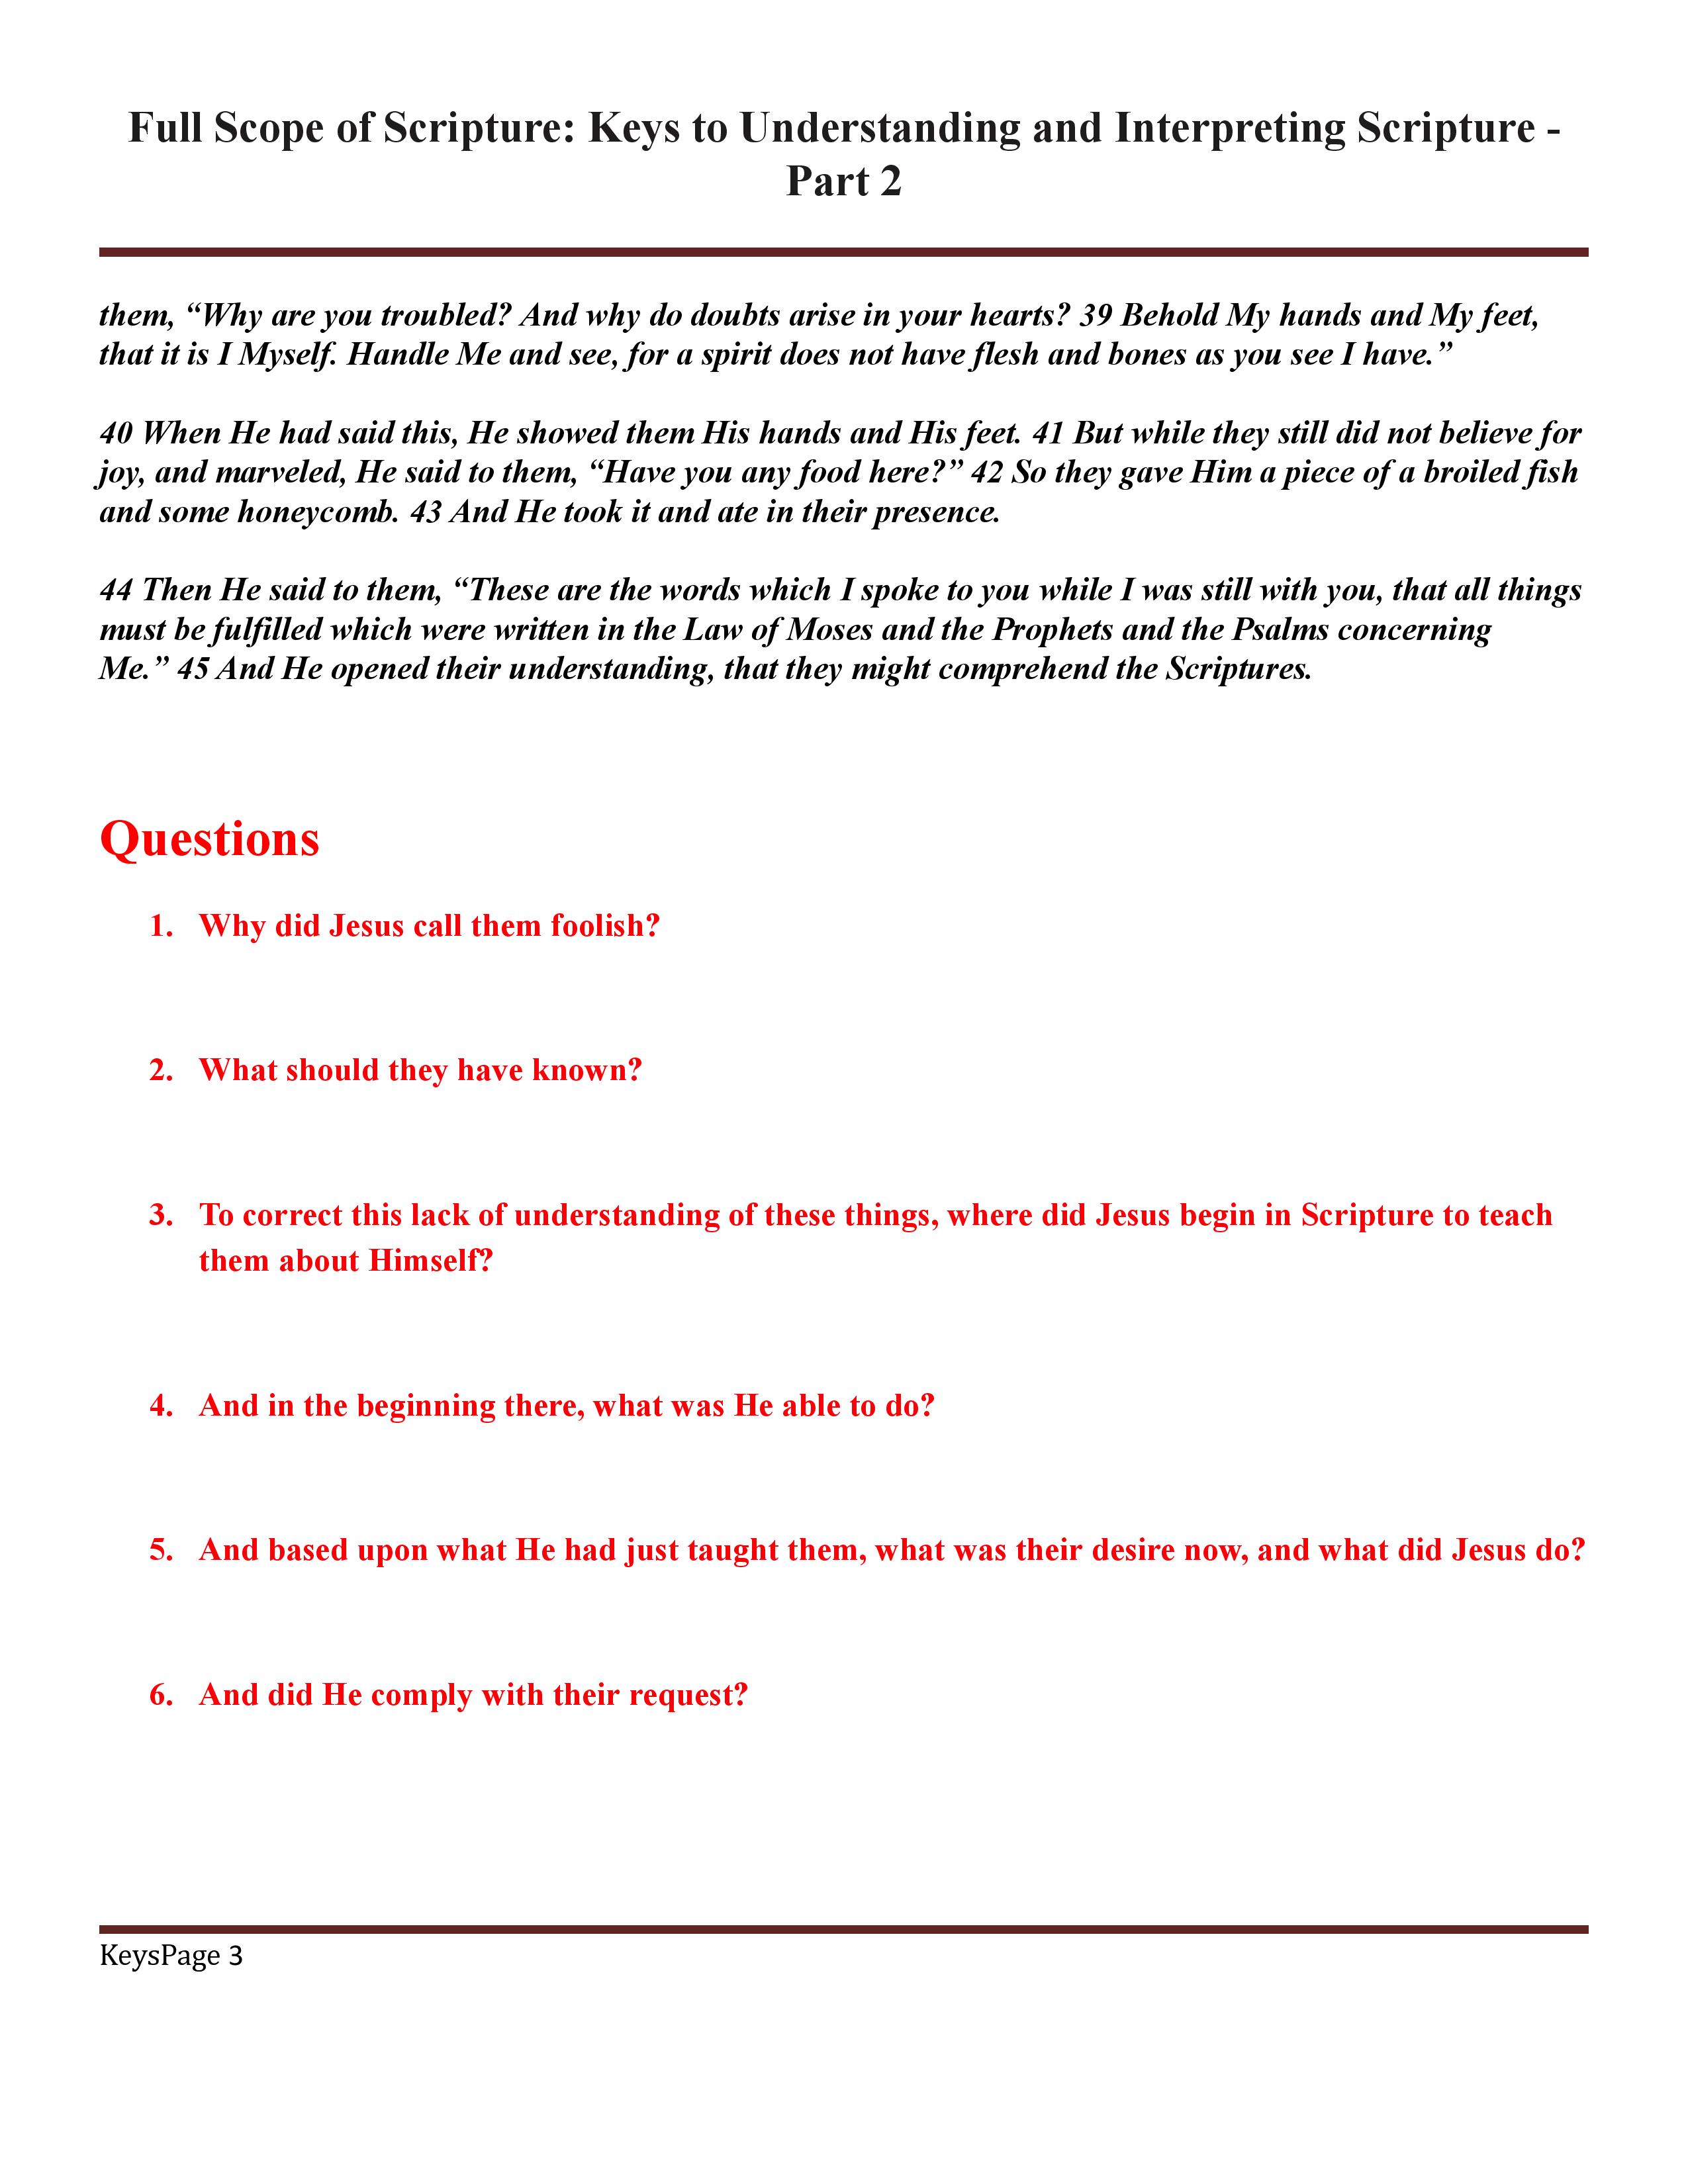 Full Scope of Scripture: Keys to Understanding and Interpreting Scripture -
Part 2
them, “Why are you troubled? And why do doubts arise in your hearts? 39 Behold My hands and My feet,
that it is I Myself. Handle Me and see, for a spirit does not have flesh and bones as you see I have.”
40 When He had said this, He showed them His hands and His feet. 41 But while they still did not believe for
joy, and marveled, He said to them, “Have you any food here?” 42 So they gave Him a piece of a broiled fish
and some honeycomb. 43 And He took it and ate in their presence.
44 Then He said to them, “These are the words which I spoke to you while I was still with you, that all things
must be fulfilled which were written in the Law of Moses and the Prophets and the Psalms concerning
Me.” 45 And He opened their understanding, that they might comprehend the Scriptures.
Questions
1. Why did Jesus call them foolish?
2. What should they have known?
3. To correct this lack of understanding of these things, where did Jesus begin in Scripture to teach
them about Himself?
4. And in the beginning there, what was He able to do?
5. And based upon what He had just taught them, what was their desire now, and what did Jesus do?
6. And did He comply with their request?
KeysPage 3